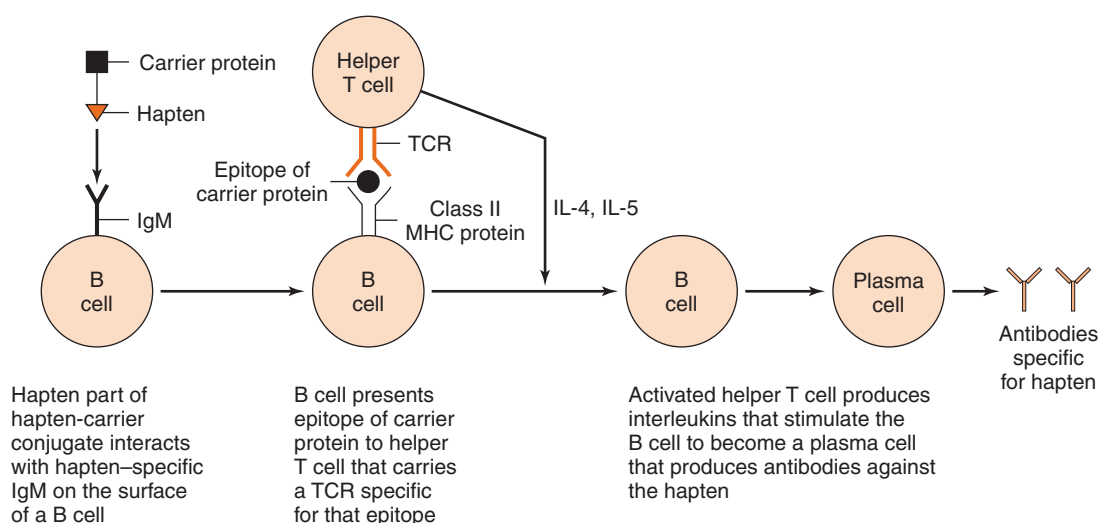 Carrier protein
Hapten
IgM
B
cell
Helper
T cell
TCR
Epitope of
carrier protein
Class II
MHC protein
B
cell
IL-4, IL-5
B
cell
Plasma
cell
Antibodies
specific
for hapten
Hapten part of
hapten-carrier
conjugate interacts
with hapten–specific
IgM on the surface
of a B cell
B cell presents
epitope of carrier
protein to helper
T cell that carries
a TCR specific
for that epitope
Activated helper T cell produces
interleukins that stimulate the
B cell to become a plasma cell
that produces antibodies against
the hapten